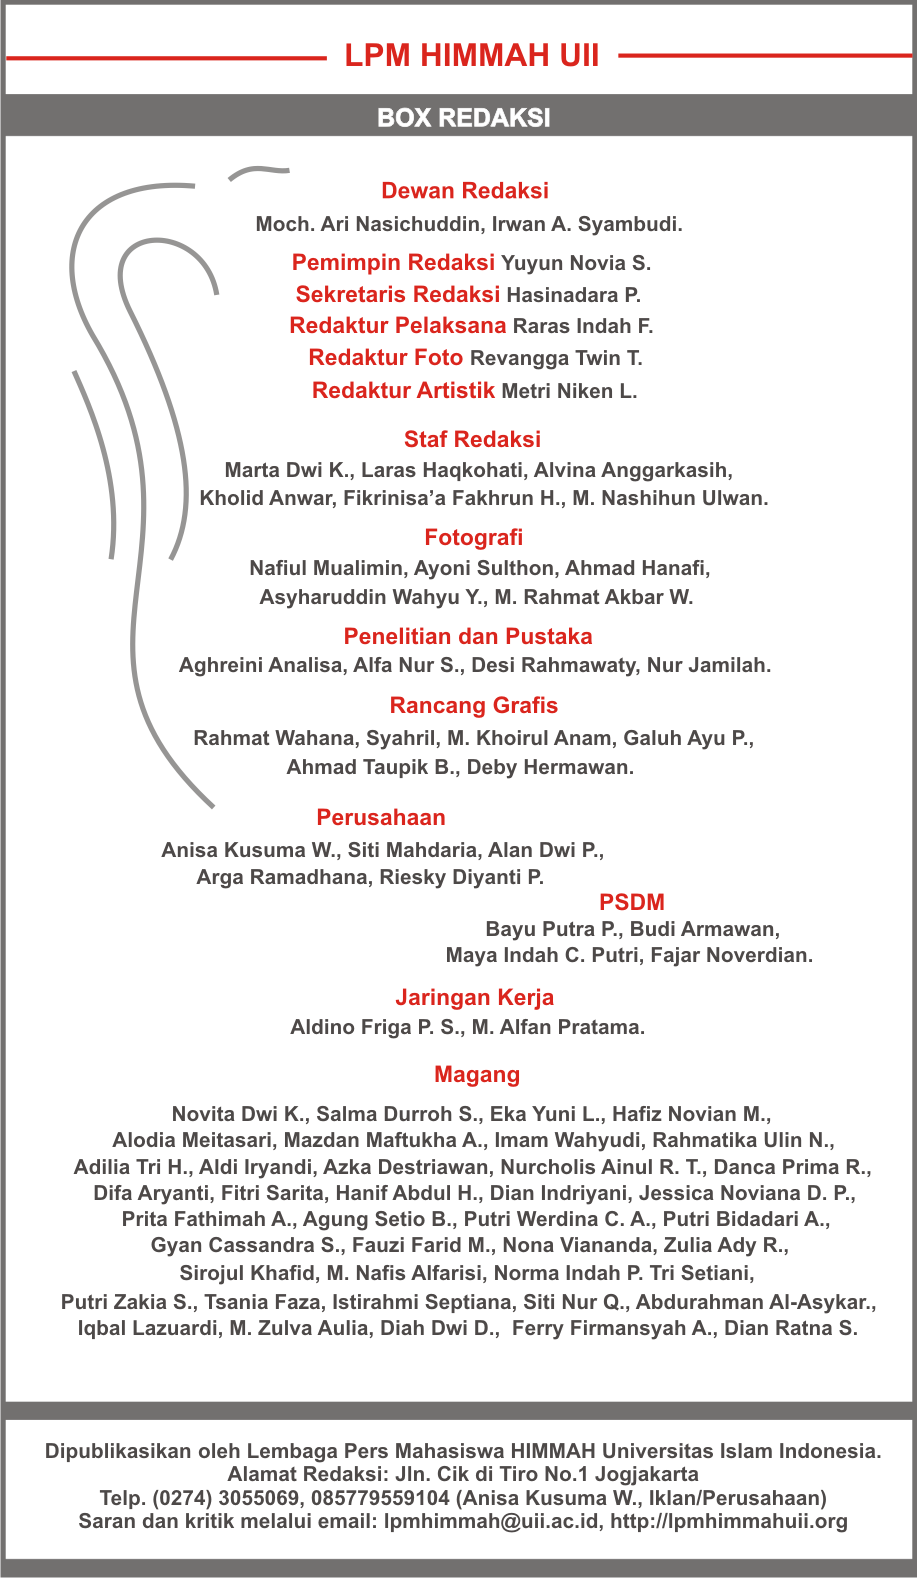 LPM HIMMAH UII
BOX REDAKSI
Dewan Redaksi
Moch. Ari Nasichuddin, Irwan A. Syambudi.
Pemimpin Redaksi Yuyun Novia S.
Sekretaris Redaksi Hasinadara P.
Redaktur Pelaksana Raras Indah F.
Redaktur Foto Revangga Twin T.
Redaktur Artistik Metri Niken L.
Staf Redaksi
Marta Dwi K., Laras Haqkohati, Alvina Anggarkasih,
Kholid Anwar, Fikrinisa’a Fakhrun H., M. Nashihun Ulwan.
Fotografi
Nafiul Mualimin, Ayoni Sulthon, Ahmad Hanafi,
Asyharuddin Wahyu Y., M. Rahmat Akbar W.
Penelitian dan Pustaka
Aghreini Analisa, Alfa Nur S., Desi Rahmawaty, Nur Jamilah.
Rancang Grafis
Rahmat Wahana, Syahril, M. Khoirul Anam, Galuh Ayu P.,
Ahmad Taupik B., Deby Hermawan.
Perusahaan
Anisa Kusuma W., Siti Mahdaria, Alan Dwi P.,
Arga Ramadhana, Riesky Diyanti P.
PSDM
Bayu Putra P., Budi Armawan,
Maya Indah C. Putri, Fajar Noverdian.
Jaringan Kerja
Aldino Friga P. S., M. Alfan Pratama.
Magang
Novita Dwi K., Salma Durroh S., Eka Yuni L., Hafiz Novian M.,
Alodia Meitasari, Mazdan Maftukha A., Imam Wahyudi, Rahmatika Ulin N.,
Adilia Tri H., Aldi Iryandi, Azka Destriawan, Nurcholis Ainul R. T., Danca Prima R.,
Difa Aryanti, Fitri Sarita, Hanif Abdul H., Dian Indriyani, Jessica Noviana D. P.,
Prita Fathimah A., Agung Setio B., Putri Werdina C. A., Putri Bidadari A.,
Gyan Cassandra S., Fauzi Farid M., Nona Viananda, Zulia Ady R.,
Sirojul Khafid, M. Nafis Alfarisi, Norma Indah P. Tri Setiani,
Putri Zakia S., Tsania Faza, Istirahmi Septiana, Siti Nur Q., Abdurahman Al-Asykar.,
Iqbal Lazuardi, M. Zulva Aulia, Diah Dwi D.,  Ferry Firmansyah A., Dian Ratna S.
Dipublikasikan oleh Lembaga Pers Mahasiswa HIMMAH Universitas Islam Indonesia.
Alamat Redaksi: Jln. Cik di Tiro No.1 Jogjakarta
Telp. (0274) 3055069, 085779559104 (Anisa Kusuma W., Iklan/Perusahaan)
Saran dan kritik melalui email: lpmhimmah@uii.ac.id, http://lpmhimmahuii.org